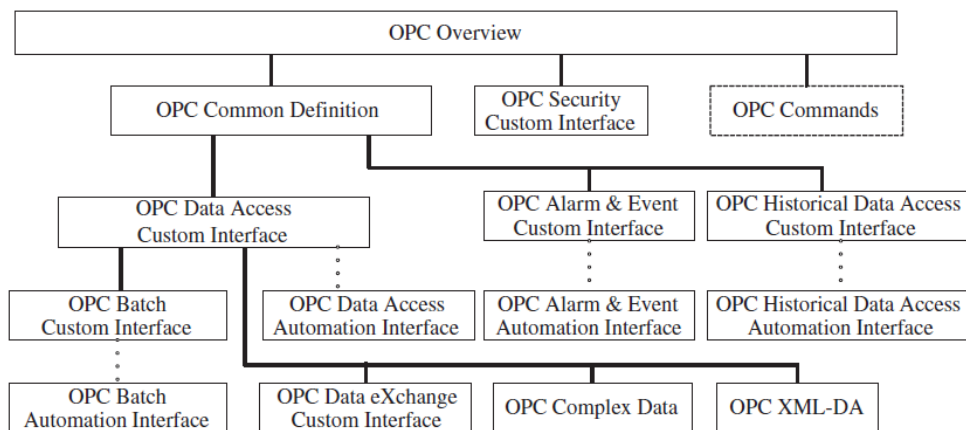 OPC Overview
OPC Common Definition
OPC Security
Custom Interface
OPC Commands
OPC Data Access
Custom Interface
OPC Alarm & Event
Custom Interface
OPC Historical Data Access
Custom Interface
OPC Batch
Custom Interface
OPC Data Access
Automation Interface
OPC Alarm & Event
Automation Interface
OPC Historical Data Access
Automation Interface
OPC Batch
Automation Interface
OPC Data eXchange
Custom Interface
OPC Complex Data
OPC XML-DA